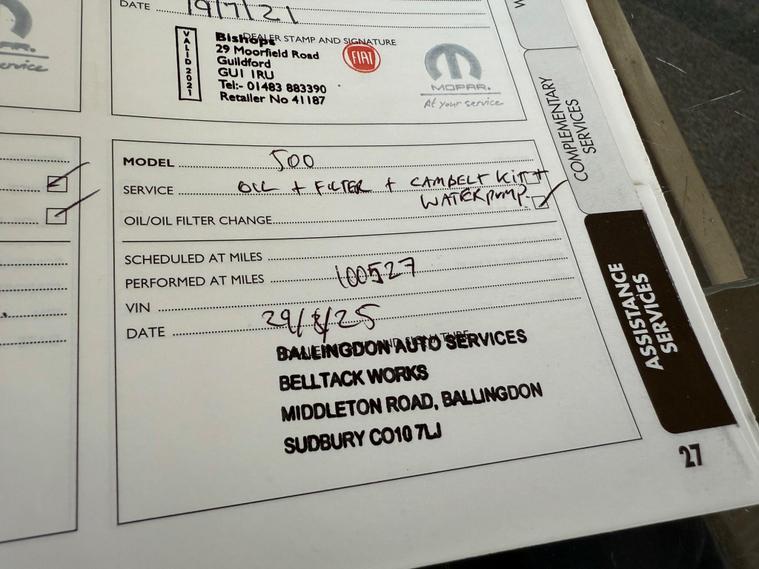 DATE 19/7/21
DEALER STAMP AND SIGNATURE
VALID 2021
Bishops
29 Moorfield Road
Guildford
GU1 1RU
Tel:- 01483 883390
Retailer No 41187
FIAT
MOPAR.
At your service
OPAR.
ervice
COMPLEMENTARY
SERVICES
MODEL 500
SERVICE OIL + FILTER + CAMBELT KIT +
WATERPUMP.
OIL/OIL FILTER CHANGE
SCHEDULED AT MILES
PERFORMED AT MILES 100527
VIN
DATE 29/8/25
BALLINGDON AUTO SERVICES
BELLTACK WORKS
MIDDLETON ROAD, BALLINGDON
SUDBURY CO10 7LJ
ASSISTANCE
SERVICES
27